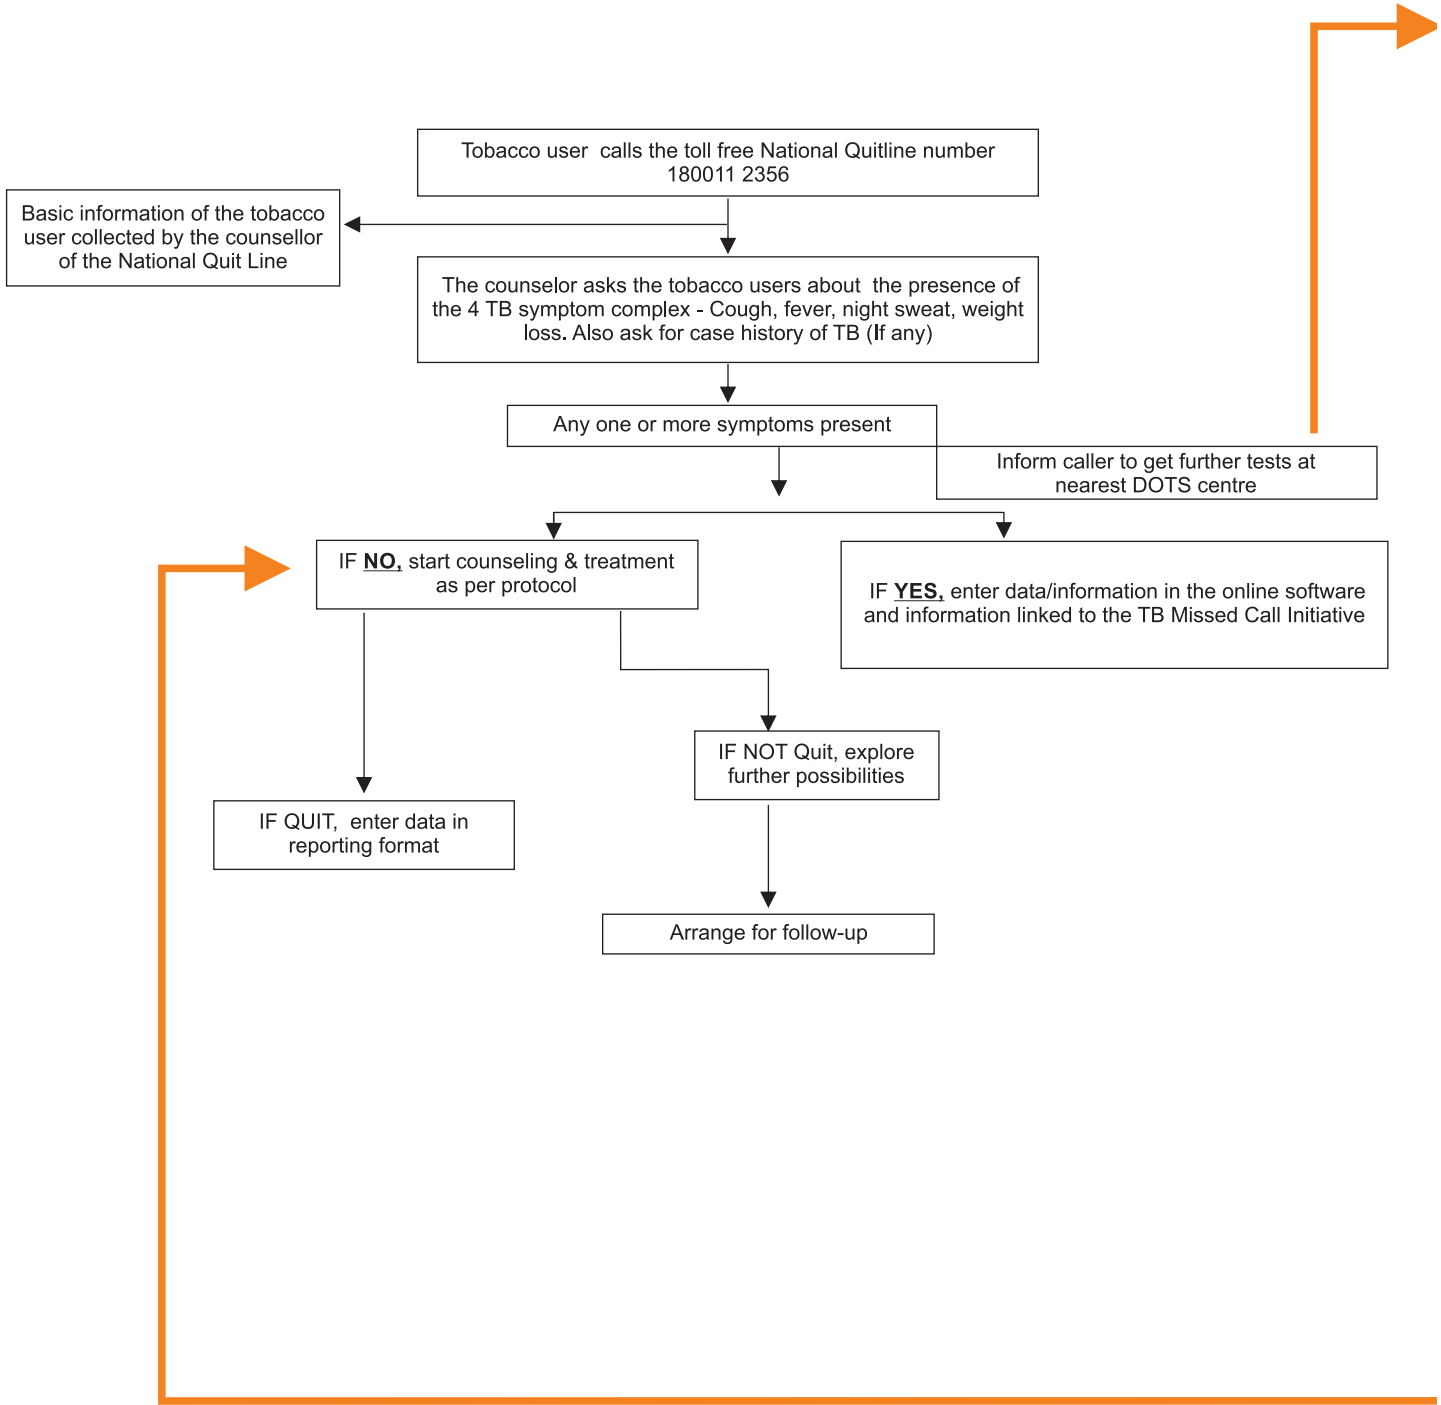 Tobacco user calls the toll free National Quitline number
180011 2356
Basic information of the tobacco
user collected by the counsellor
of the National Quit Line
The counselor asks the tobacco users about the presence of
the 4 TB symptom complex - Cough, fever, night sweat, weight
loss. Also ask for case history of TB (If any)
Any one or more symptoms present
Inform caller to get further tests at
nearest DOTS centre
IF NO, start counseling & treatment
as per protocol
IF YES, enter data/information in the online software
and information linked to the TB Missed Call Initiative
IF NOT Quit, explore
further possibilities
IF QUIT, enter data in
reporting format
Arrange for follow-up